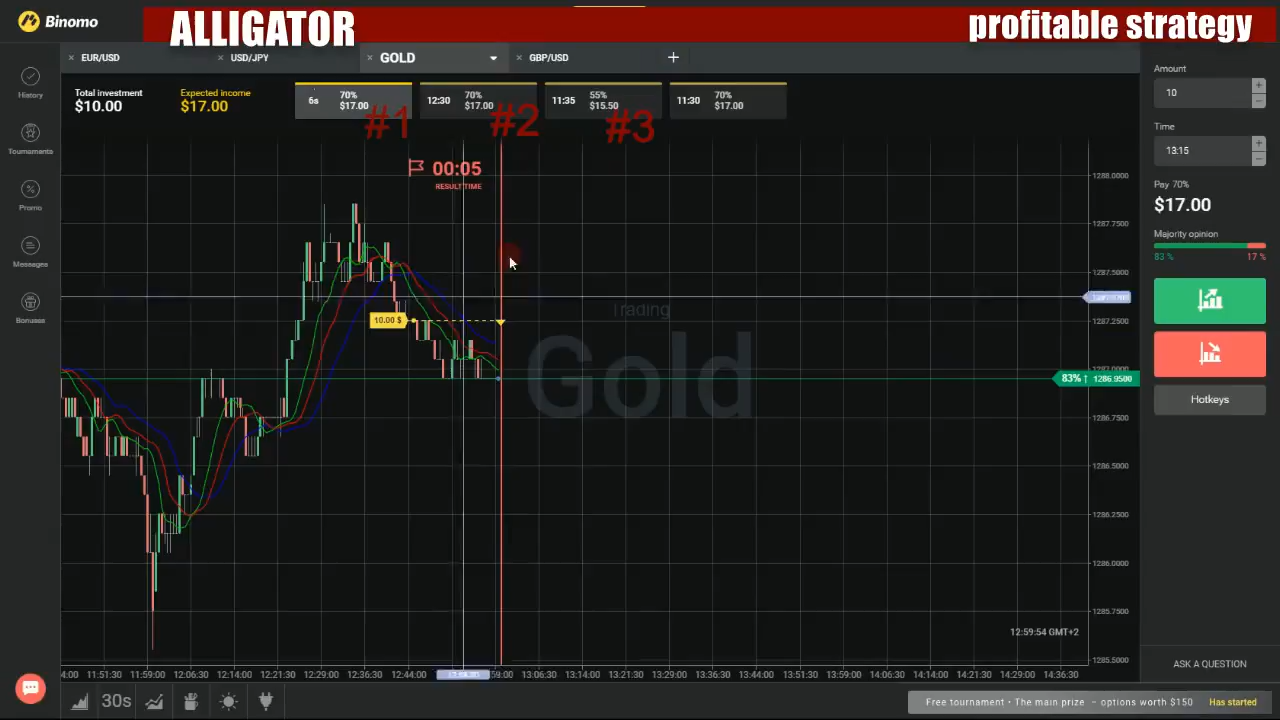 ALLIGATOR
profitable strategy
Binomo
EUR/USD
USD/JPY
GOLD
GBP/USD
Total investment
$10.00
Expected income
$17.00
6s
70%
$17.00
12:30
70%
$17.00
11:35
55%
$15.50
11:30
70%
$17.00
#1
#2
#3
00:05
RESULT TIME
10.00 $
Trading
Gold
History
Tournaments
Promo
Messages
Bonuses
1288.0000
1287.7500
1287.5000
1287.2500
83% ↑ 1286.9500
1286.7500
1286.5000
1286.2500
1286.0000
1285.7500
1285.5000
12:59:54 GMT+2
11:51:30
11:59:00
12:06:30
12:14:00
12:21:30
12:29:00
12:36:30
12:44:00
13:06:30
13:14:00
13:21:30
13:29:00
13:36:30
13:44:00
13:51:30
13:59:00
14:06:30
14:14:00
14:21:30
14:29:00
14:36:30
30s
Amount
10
Time
13:15
Pay 70%
$17.00
Majority opinion
83 %
17 %
Hotkeys
ASK A QUESTION
Free tournament • The main prize – options worth $150 Has started